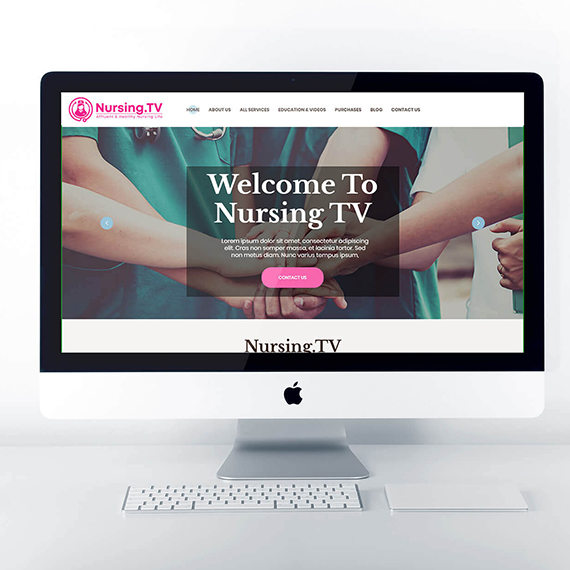 Nursing.TV
Affluent & Healthy Nursing Life
HOME ABOUT US ALL SERVICES EDUCATION & VIDEOS PURCHASES BLOG CONTACT US
Welcome To
Nursing TV
Lorem ipsum dolor sit amet, consectetur adipiscing
elit. Cras non semper massa, et lacinia tortor. Sed
non metus diam. Nunc varius tempus ipsum,
CONTACT US
Nursing.TV